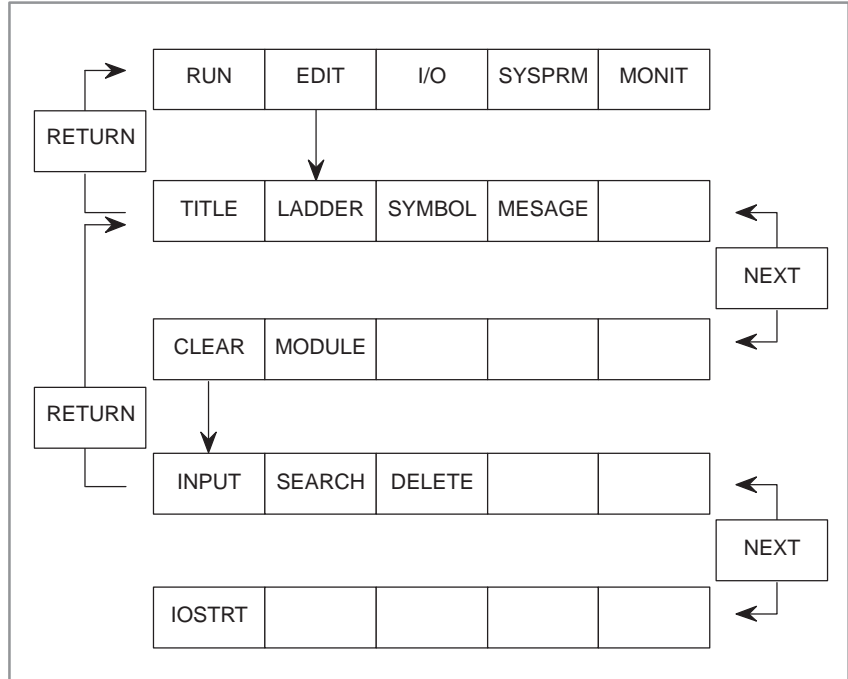 RUN EDIT I/O SYSPRM MONIT
RETURN
TITLE LADDER SYMBOL MESAGE
NEXT
CLEAR MODULE
RETURN
INPUT SEARCH DELETE
NEXT
IOSTRT